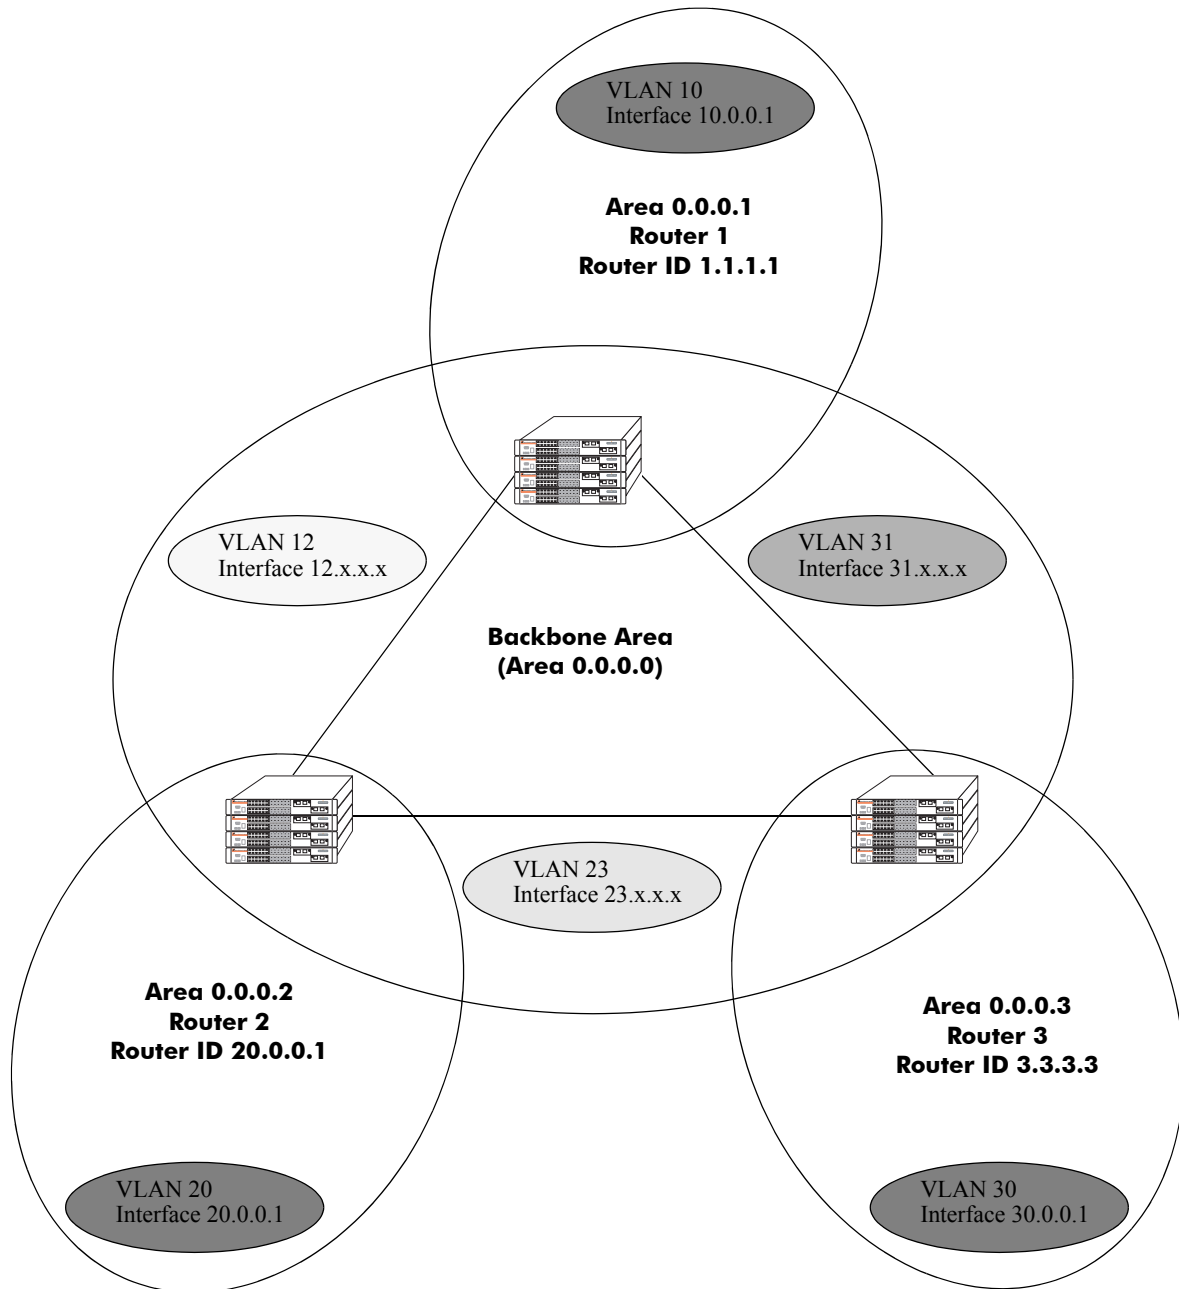 VLAN 10
Interface 10.0.0.1
Area 0.0.0.1
Router 1
Router ID 1.1.1.1
VLAN 12
Interface 12.x.x.x
VLAN 31
Interface 31.x.x.x
Backbone Area
(Area 0.0.0.0)
VLAN 23
Interface 23.x.x.x
Area 0.0.0.2
Router 2
Router ID 20.0.0.1
Area 0.0.0.3
Router 3
Router ID 3.3.3.3
VLAN 20
Interface 20.0.0.1
VLAN 30
Interface 30.0.0.1